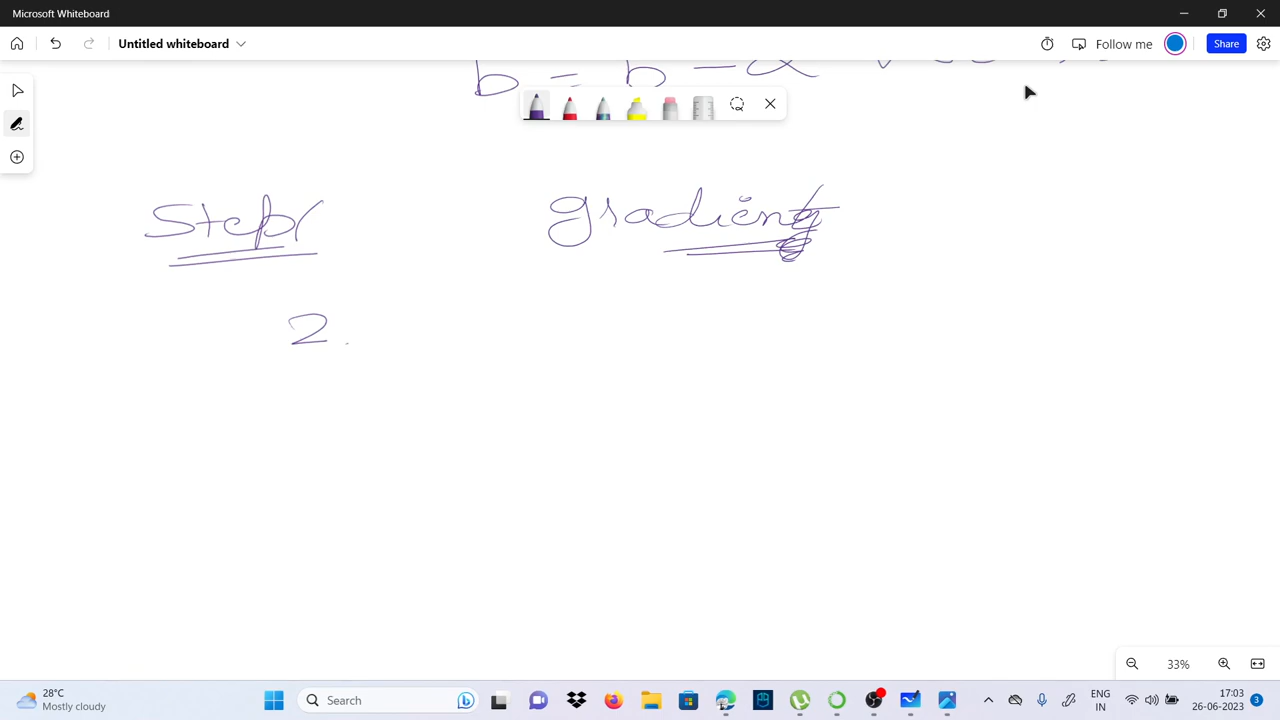 Microsoft Whiteboard
Untitled whiteboard
Follow me
Share
b = b - α
Step
gradient
2.
33%
28°C
Mostly cloudy
Search
ENG
IN
17:03
26-06-2023
3